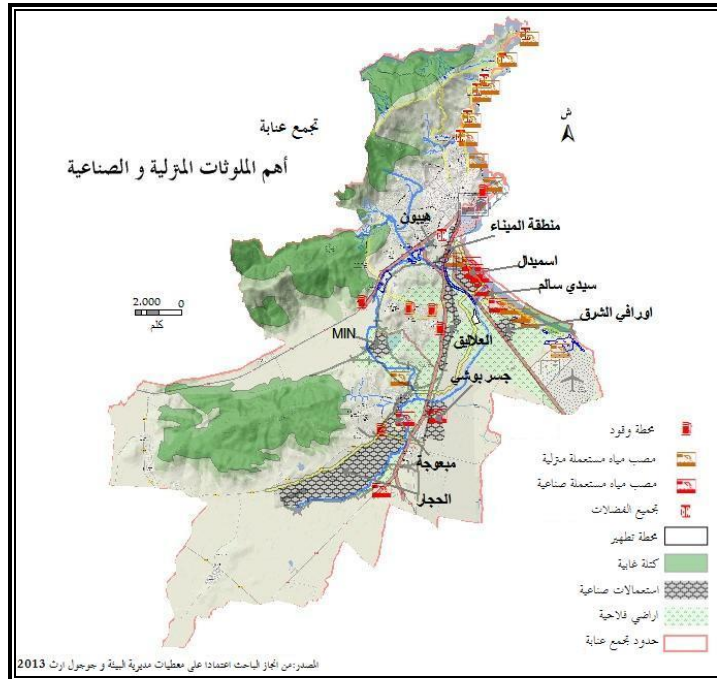 تجمع عنابة
أهم الملوثات المنزلية و الصناعية
ش
هيبون
منطقة الميناء
اسميدال
سيدي سالم
اورافي الشرق
العلاليق
2.000 0
كلم
MIN
جسر بوشي
مبعوجة
الحجار
محطة وقود
مصب مياه مستعملة منزلية
مصب مياه مستعملة صناعية
تجميع الفضلات
محطة تطهير
كتلة غابية
استعمالات صناعية
اراضي فلاحية
حدود تجمع عنابة
المصدر: من انجاز الباحث اعتمادا على معطيات مديرية البيئة و جوجول ارث 2013